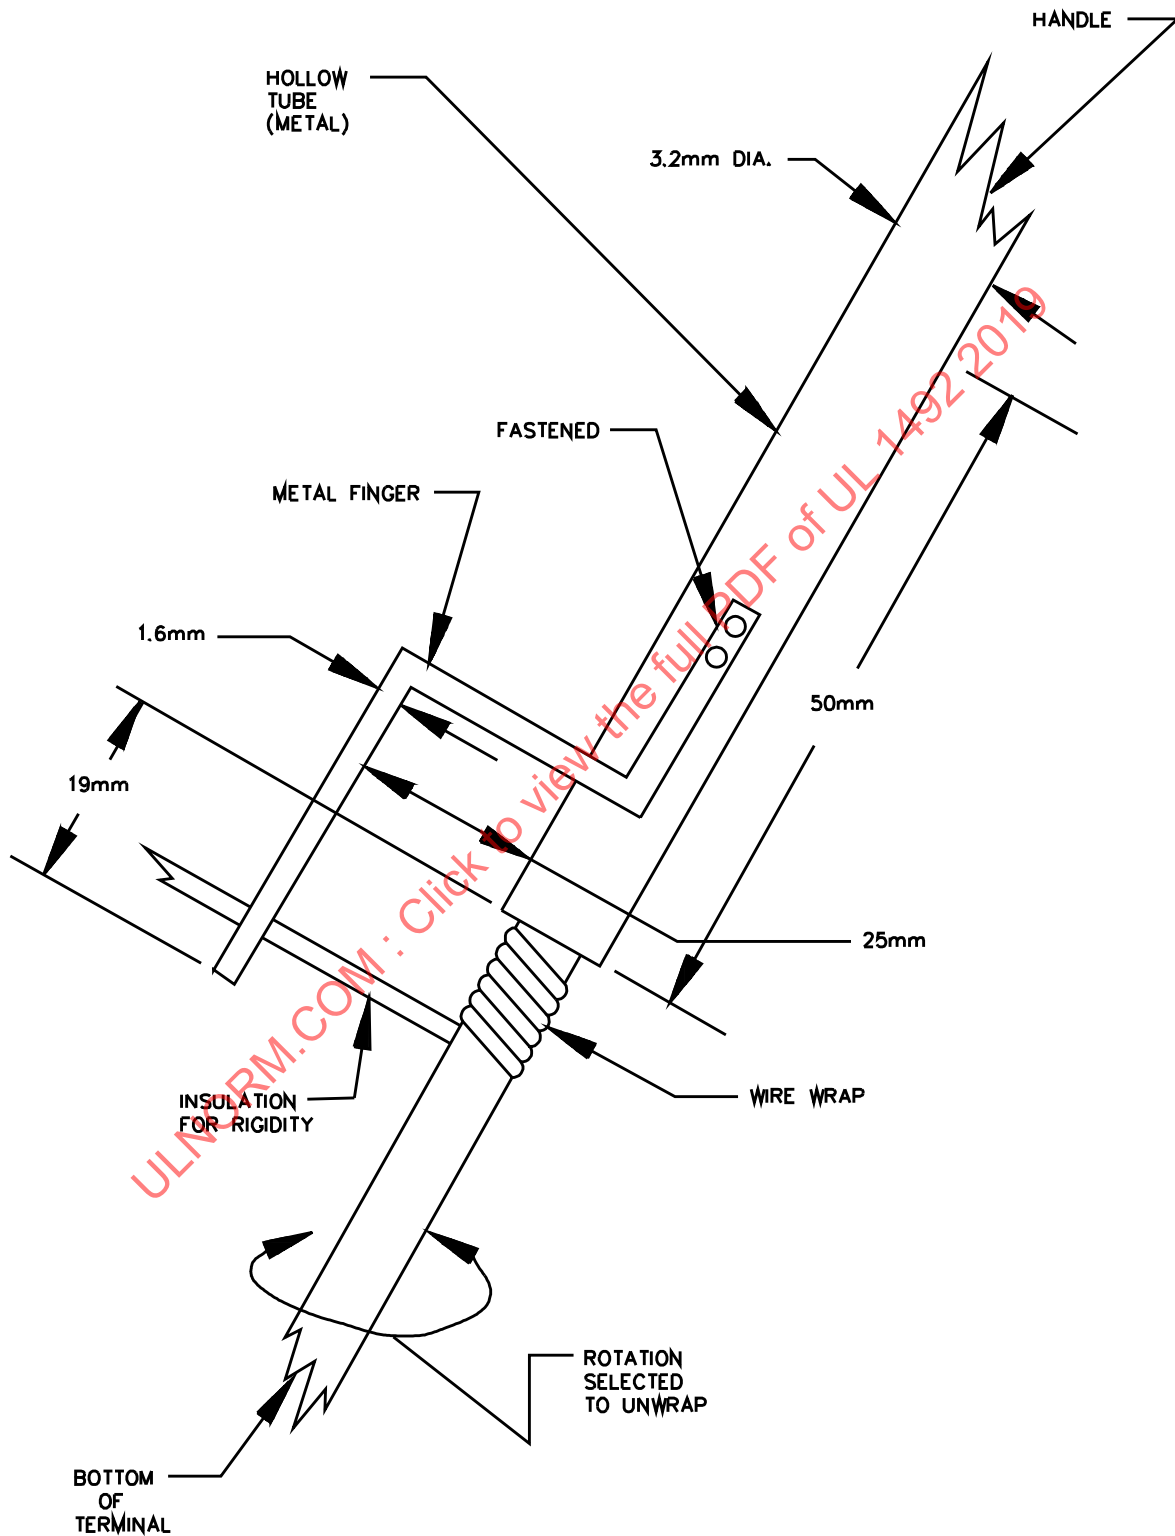 HANDLE
HOLLOW
TUBE
(METAL)
3.2mm DIA.
FASTENED
METAL FINGER
1.6mm
50mm
19mm
25mm
WIRE WRAP
INSULATION
FOR RIGIDITY
ROTATION
SELECTED
TO UNWRAP
BOTTOM
OF
TERMINAL
ULNORM.COM : Click to view the full PDF of UL 1492 2019